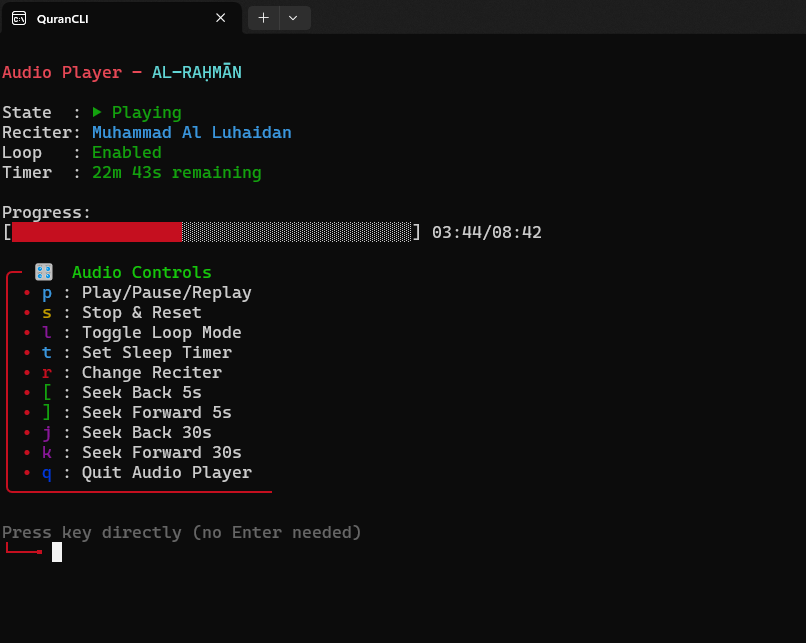 QuranCLI
Audio Player - AL-RAḤMĀN
State : ▶ Playing
Reciter: Muhammad Al Luhaidan
Loop : Enabled
Timer : 22m 43s remaining
Progress:
[] 03:44/08:42
🎛 Audio Controls
• p : Play/Pause/Replay
• s : Stop & Reset
• l : Toggle Loop Mode
• t : Set Sleep Timer
• r : Change Reciter
• [ : Seek Back 5s
• ] : Seek Forward 5s
• j : Seek Back 30s
• k : Seek Forward 30s
• q : Quit Audio Player
Press key directly (no Enter needed)